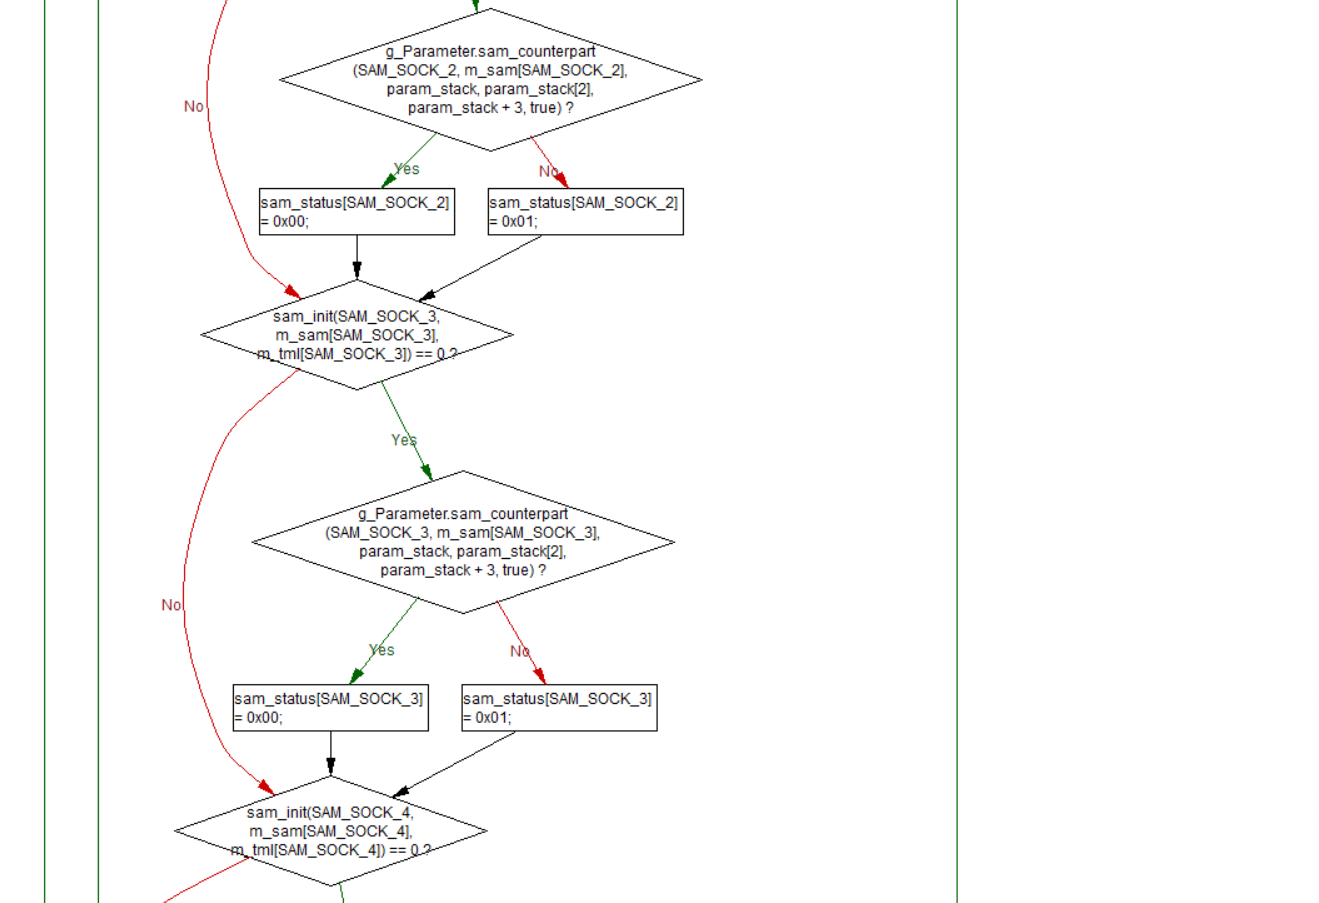 g_Parameter.sam_counterpart
(SAM_SOCK_2, m_sam[SAM_SOCK_2],
param_stack, param_stack[2],
param_stack + 3, true) ?
No
Yes
No
sam_status[SAM_SOCK_2]
= 0x00;
sam_status[SAM_SOCK_2]
= 0x01;
sam_init(SAM_SOCK_3,
m_sam[SAM_SOCK_3],
m_tml[SAM_SOCK_3]) == 0 ?
Yes
g_Parameter.sam_counterpart
(SAM_SOCK_3, m_sam[SAM_SOCK_3],
param_stack, param_stack[2],
param_stack + 3, true) ?
No
Yes
No
sam_status[SAM_SOCK_3]
= 0x00;
sam_status[SAM_SOCK_3]
= 0x01;
sam_init(SAM_SOCK_4,
m_sam[SAM_SOCK_4],
m_tml[SAM_SOCK_4]) == 0 ?